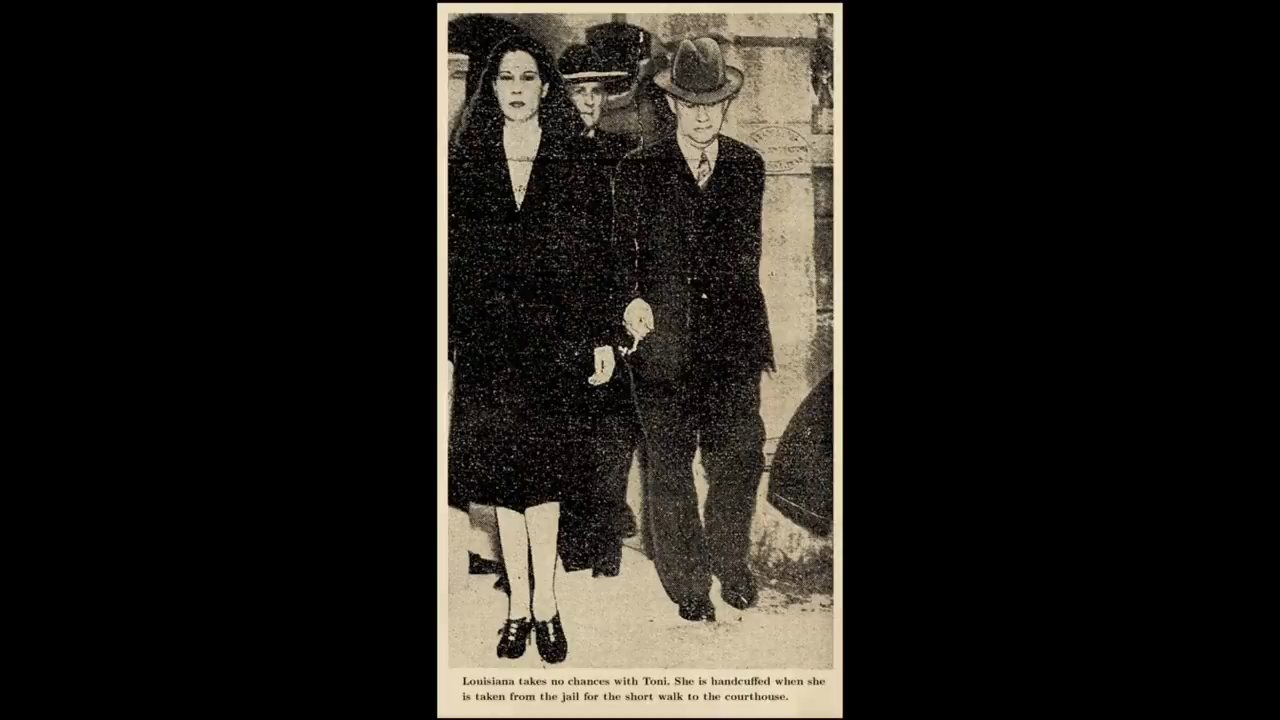 Louisiana takes no chances with Toni. She is handcuffed when she
is taken from the jail for the short walk to the courthouse.